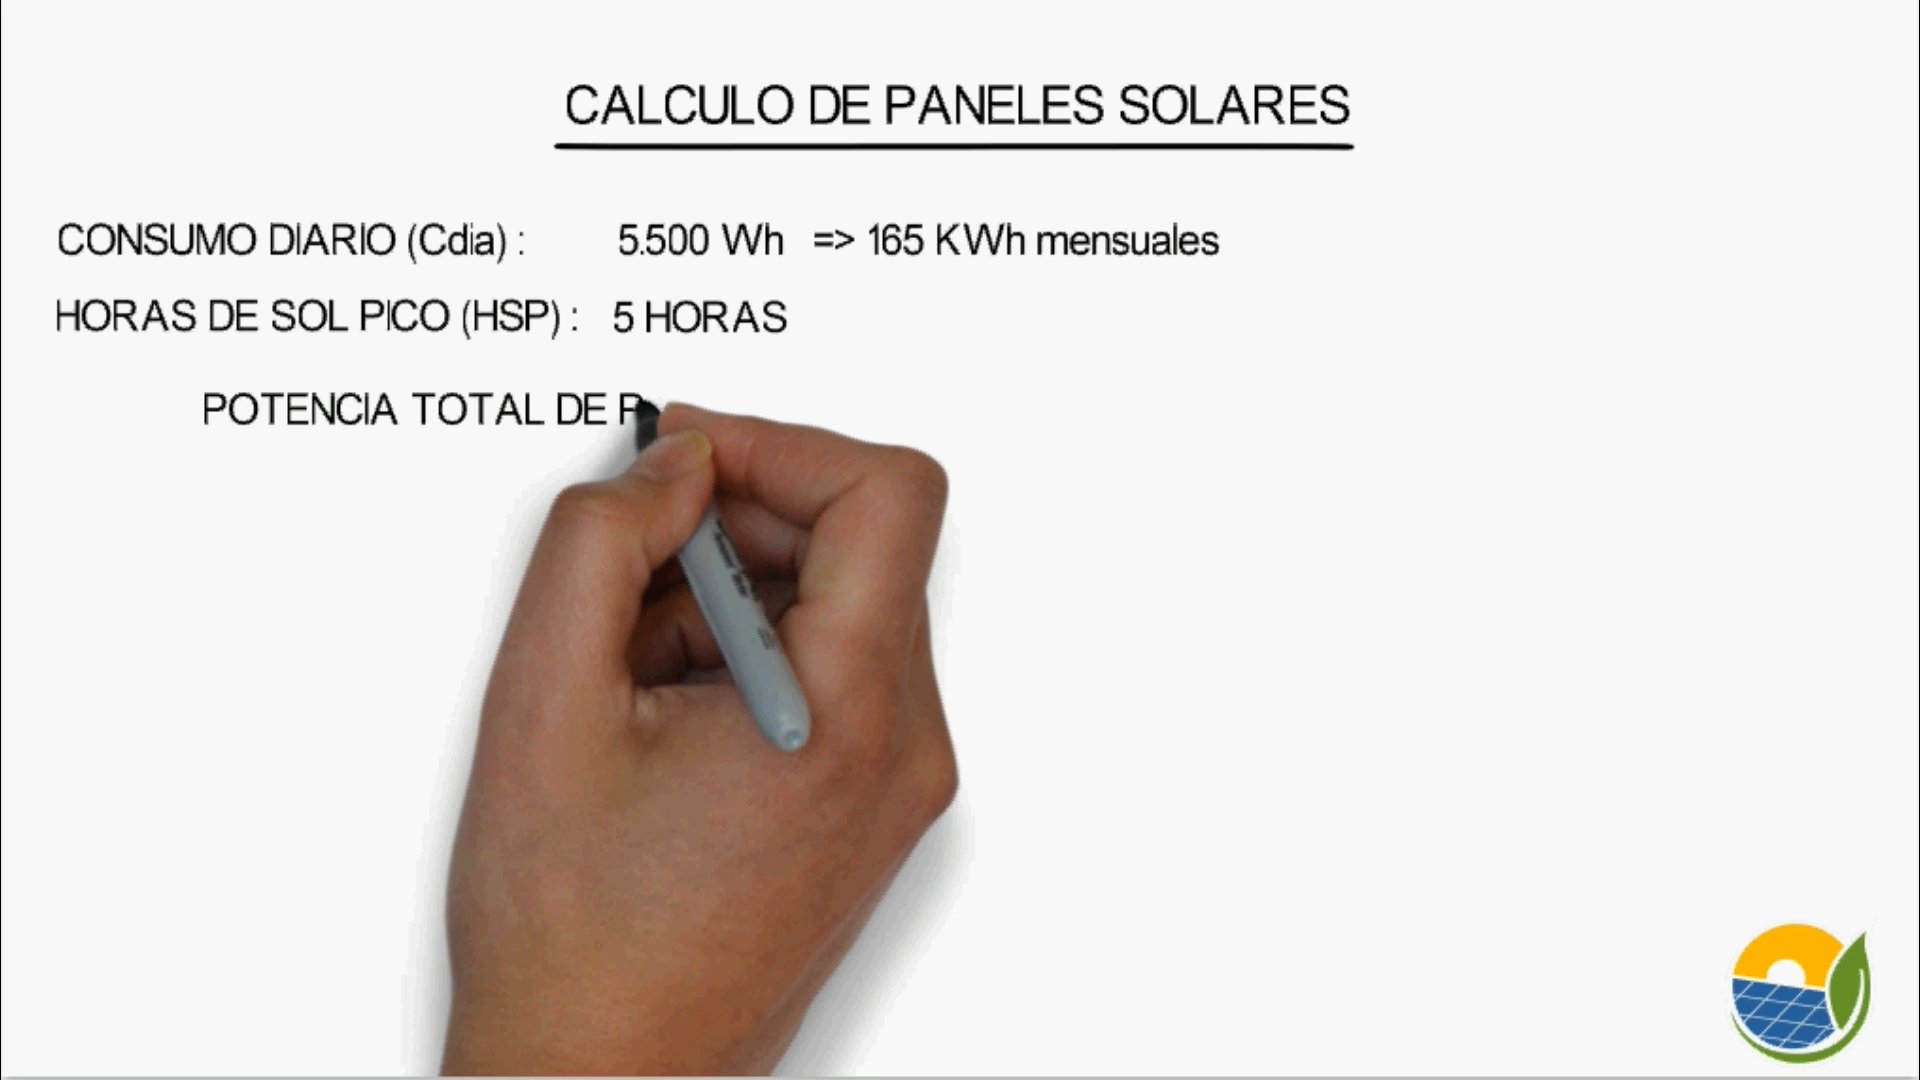 CALCULO DE PANELES SOLARES
CONSUMO DIARIO (Cdia) : 5.500 Wh => 165 KWh mensuales
HORAS DE SOL PICO (HSP) : 5 HORAS
POTENCIA TOTAL DE P